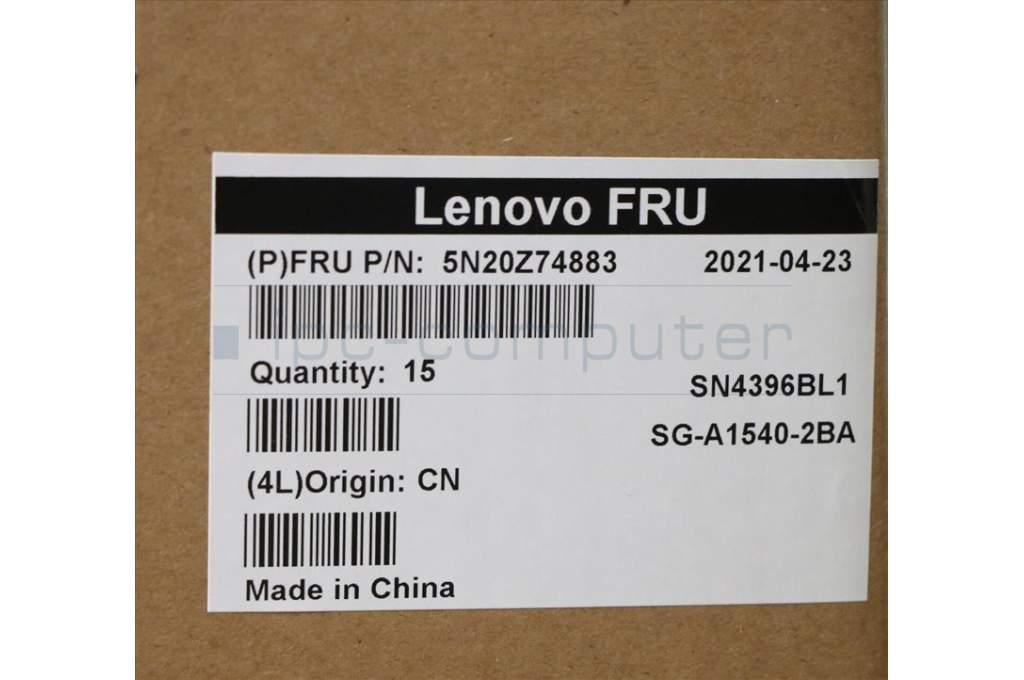 Lenovo FRU
(P)FRU P/N: 5N20Z74883 2021-04-23
ipc-computer
Quantity: 15
SN4396BL1
SG-A1540-2BA
(4L)Origin: CN
Made in China